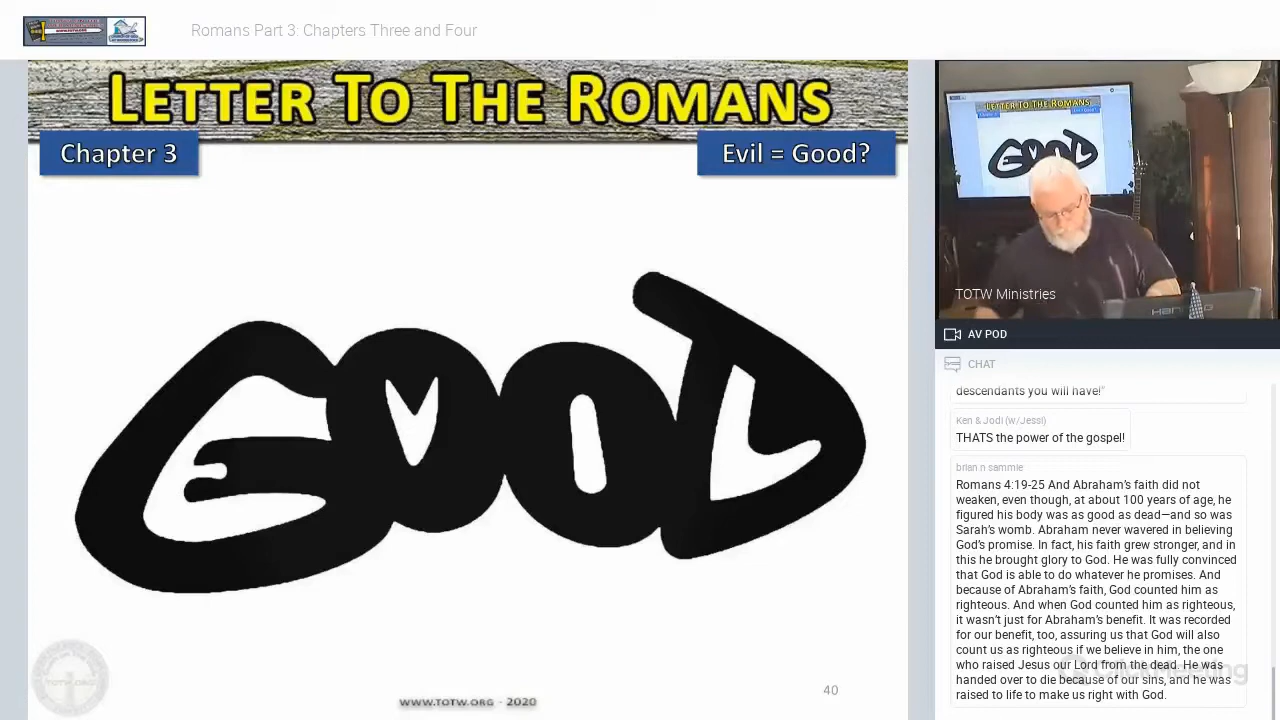 Romans Part 3: Chapters Three and Four
LETTER TO THE ROMANS
Chapter 3
Evil = Good?
GOOD
EVIL
WWW.TOTW.ORG - 2020
40
TOTW Ministries
AV POD
CHAT
descendants you will have!"
Ken & Jodi (w/Jessi)
THATS the power of the gospel!
brian n sammie
Romans 4:19-25 And Abraham's faith did not
weaken, even though, at about 100 years of age, he
figured his body was as good as dead—and so was
Sarah's womb. Abraham never wavered in believing
God's promise. In fact, his faith grew stronger, and in
this he brought glory to God. He was fully convinced
that God is able to do whatever he promises. And
because of Abraham's faith, God counted him as
righteous. And when God counted him as righteous,
it wasn't just for Abraham's benefit. It was recorded
for our benefit, too, assuring us that God will also
count us as righteous if we believe in him, the one
who raised Jesus our Lord from the dead. He was
handed over to die because of our sins, and he was
raised to life to make us right with God.